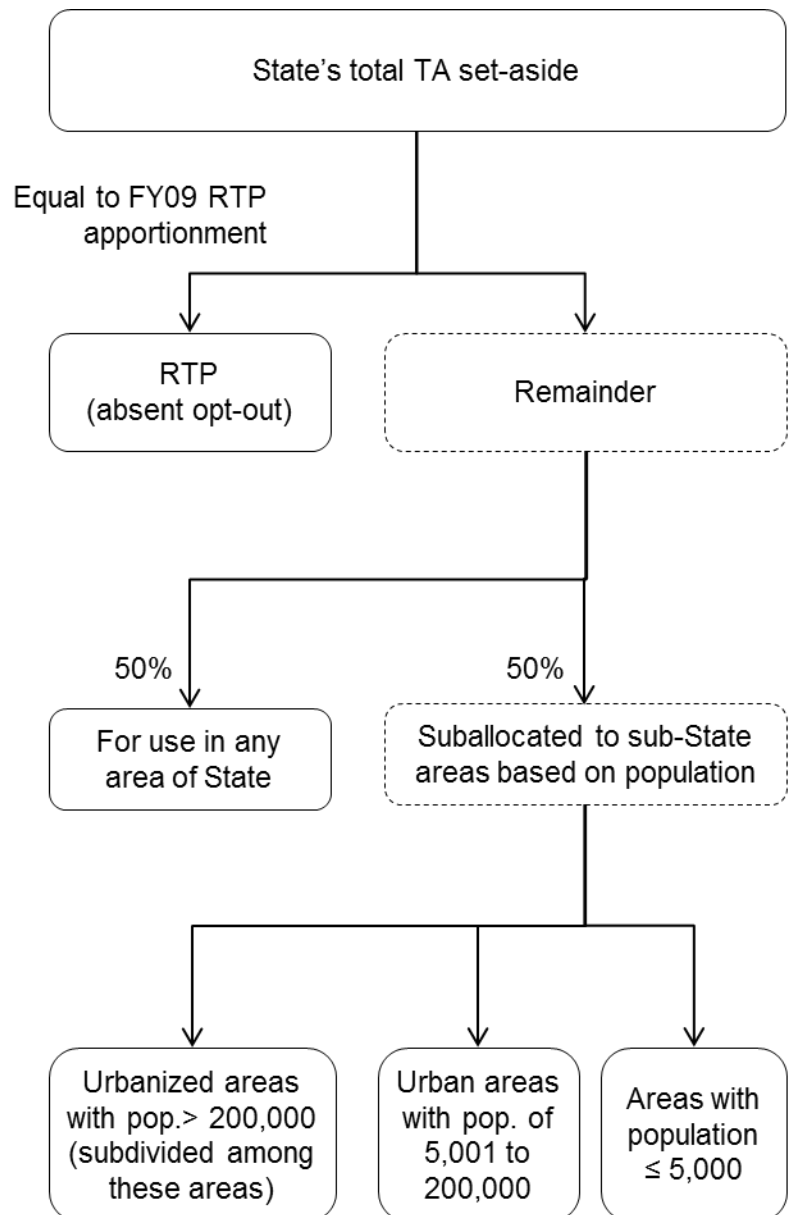 State's total TA set-aside
Equal to FY09 RTP
apportionment
RTP
(absent opt-out)
Remainder
50%
50%
For use in any
area of State
Suballocated to sub-State
areas based on population
Urbanized areas
with pop.> 200,000
(subdivided among
these areas)
Urban areas
with pop. of
5,001 to
200,000
Areas with
population
≤ 5,000